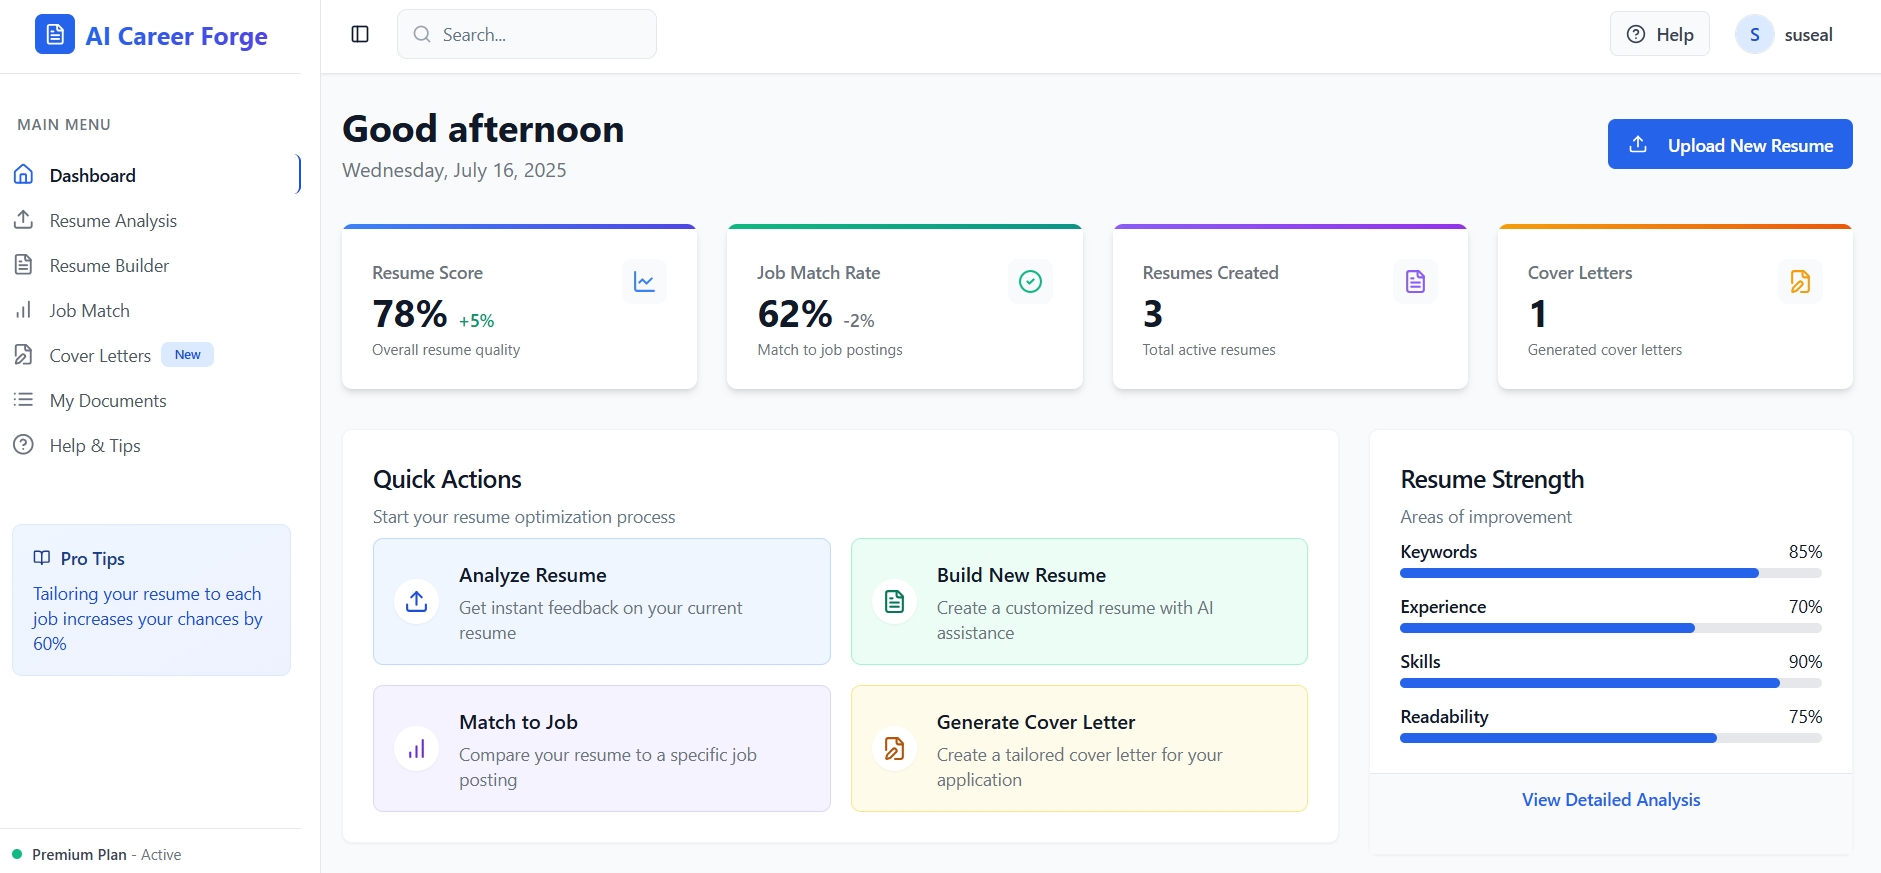 AI Career Forge
Search...
Help
S
suseal
MAIN MENU
Dashboard
Resume Analysis
Resume Builder
Job Match
Cover Letters New
My Documents
Help & Tips
Pro Tips
Tailoring your resume to each
job increases your chances by
60%
Premium Plan - Active
Good afternoon
Wednesday, July 16, 2025
Upload New Resume
Resume Score
78% +5%
Overall resume quality
Job Match Rate
62% -2%
Match to job postings
Resumes Created
3
Total active resumes
Cover Letters
1
Generated cover letters
Quick Actions
Start your resume optimization process
Analyze Resume
Get instant feedback on your current
resume
Build New Resume
Create a customized resume with AI
assistance
Match to Job
Compare your resume to a specific job
posting
Generate Cover Letter
Create a tailored cover letter for your
application
Resume Strength
Areas of improvement
Keywords 85%
Experience 70%
Skills 90%
Readability 75%
View Detailed Analysis